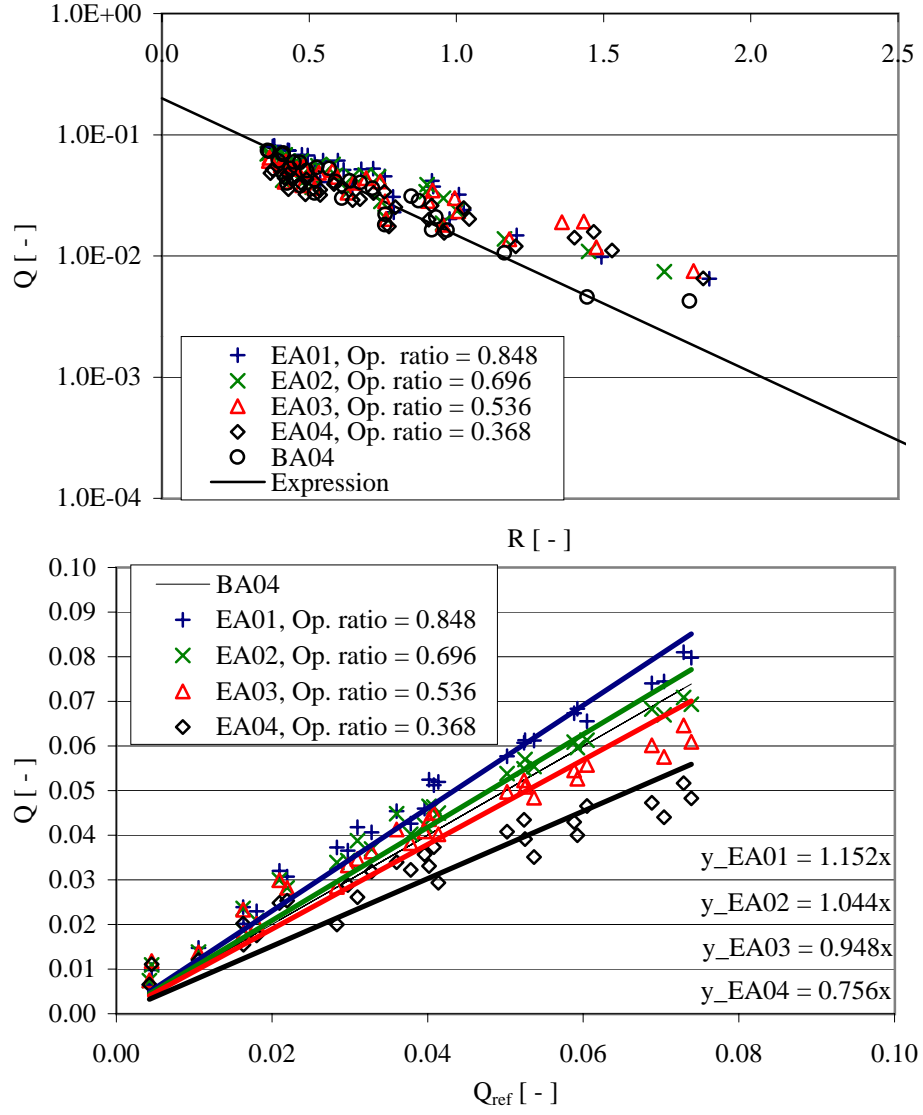 1.0E+00
0.0 0.5 1.0 1.5 2.0 2.5
1.0E-01
1.0E-02
1.0E-03
1.0E-04
Q [ - ]
EA01, Op. ratio = 0.848
EA02, Op. ratio = 0.696
EA03, Op. ratio = 0.536
EA04, Op. ratio = 0.368
BA04
Expression
R [ - ]
0.10
0.09
0.08
0.07
0.06
0.05
0.04
0.03
0.02
0.01
0.00
Q [ - ]
BA04
EA01, Op. ratio = 0.848
EA02, Op. ratio = 0.696
EA03, Op. ratio = 0.536
EA04, Op. ratio = 0.368
y_EA01 = 1.152x
y_EA02 = 1.044x
y_EA03 = 0.948x
y_EA04 = 0.756x
0.00 0.02 0.04 0.06 0.08 0.10
Qref [ - ]